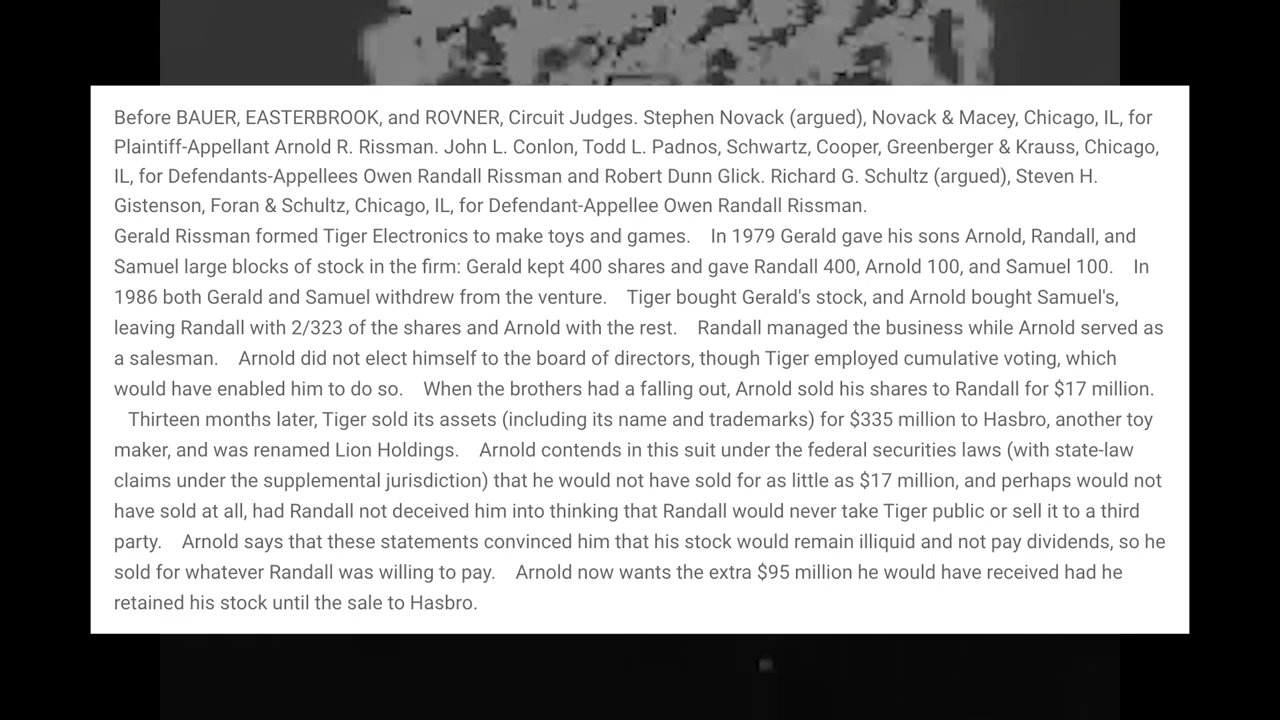 Before BAUER, EASTERBROOK, and ROVNER, Circuit Judges. Stephen Novack (argued), Novack & Macey, Chicago, IL, for
Plaintiff-Appellant Arnold R. Rissman. John L. Conlon, Todd L. Padnos, Schwartz, Cooper, Greenberger & Krauss, Chicago,
IL, for Defendants-Appellees Owen Randall Rissman and Robert Dunn Glick. Richard G. Schultz (argued), Steven H.
Gistenson, Foran & Schultz, Chicago, IL, for Defendant-Appellee Owen Randall Rissman.
Gerald Rissman formed Tiger Electronics to make toys and games. In 1979 Gerald gave his sons Arnold, Randall, and
Samuel large blocks of stock in the firm: Gerald kept 400 shares and gave Randall 400, Arnold 100, and Samuel 100. In
1986 both Gerald and Samuel withdrew from the venture. Tiger bought Gerald's stock, and Arnold bought Samuel's,
leaving Randall with 2/323 of the shares and Arnold with the rest. Randall managed the business while Arnold served as
a salesman. Arnold did not elect himself to the board of directors, though Tiger employed cumulative voting, which
would have enabled him to do so. When the brothers had a falling out, Arnold sold his shares to Randall for $17 million.
Thirteen months later, Tiger sold its assets (including its name and trademarks) for $335 million to Hasbro, another toy
maker, and was renamed Lion Holdings. Arnold contends in this suit under the federal securities laws (with state-law
claims under the supplemental jurisdiction) that he would not have sold for as little as $17 million, and perhaps would not
have sold at all, had Randall not deceived him into thinking that Randall would never take Tiger public or sell it to a third
party. Arnold says that these statements convinced him that his stock would remain illiquid and not pay dividends, so he
sold for whatever Randall was willing to pay. Arnold now wants the extra $95 million he would have received had he
retained his stock until the sale to Hasbro.